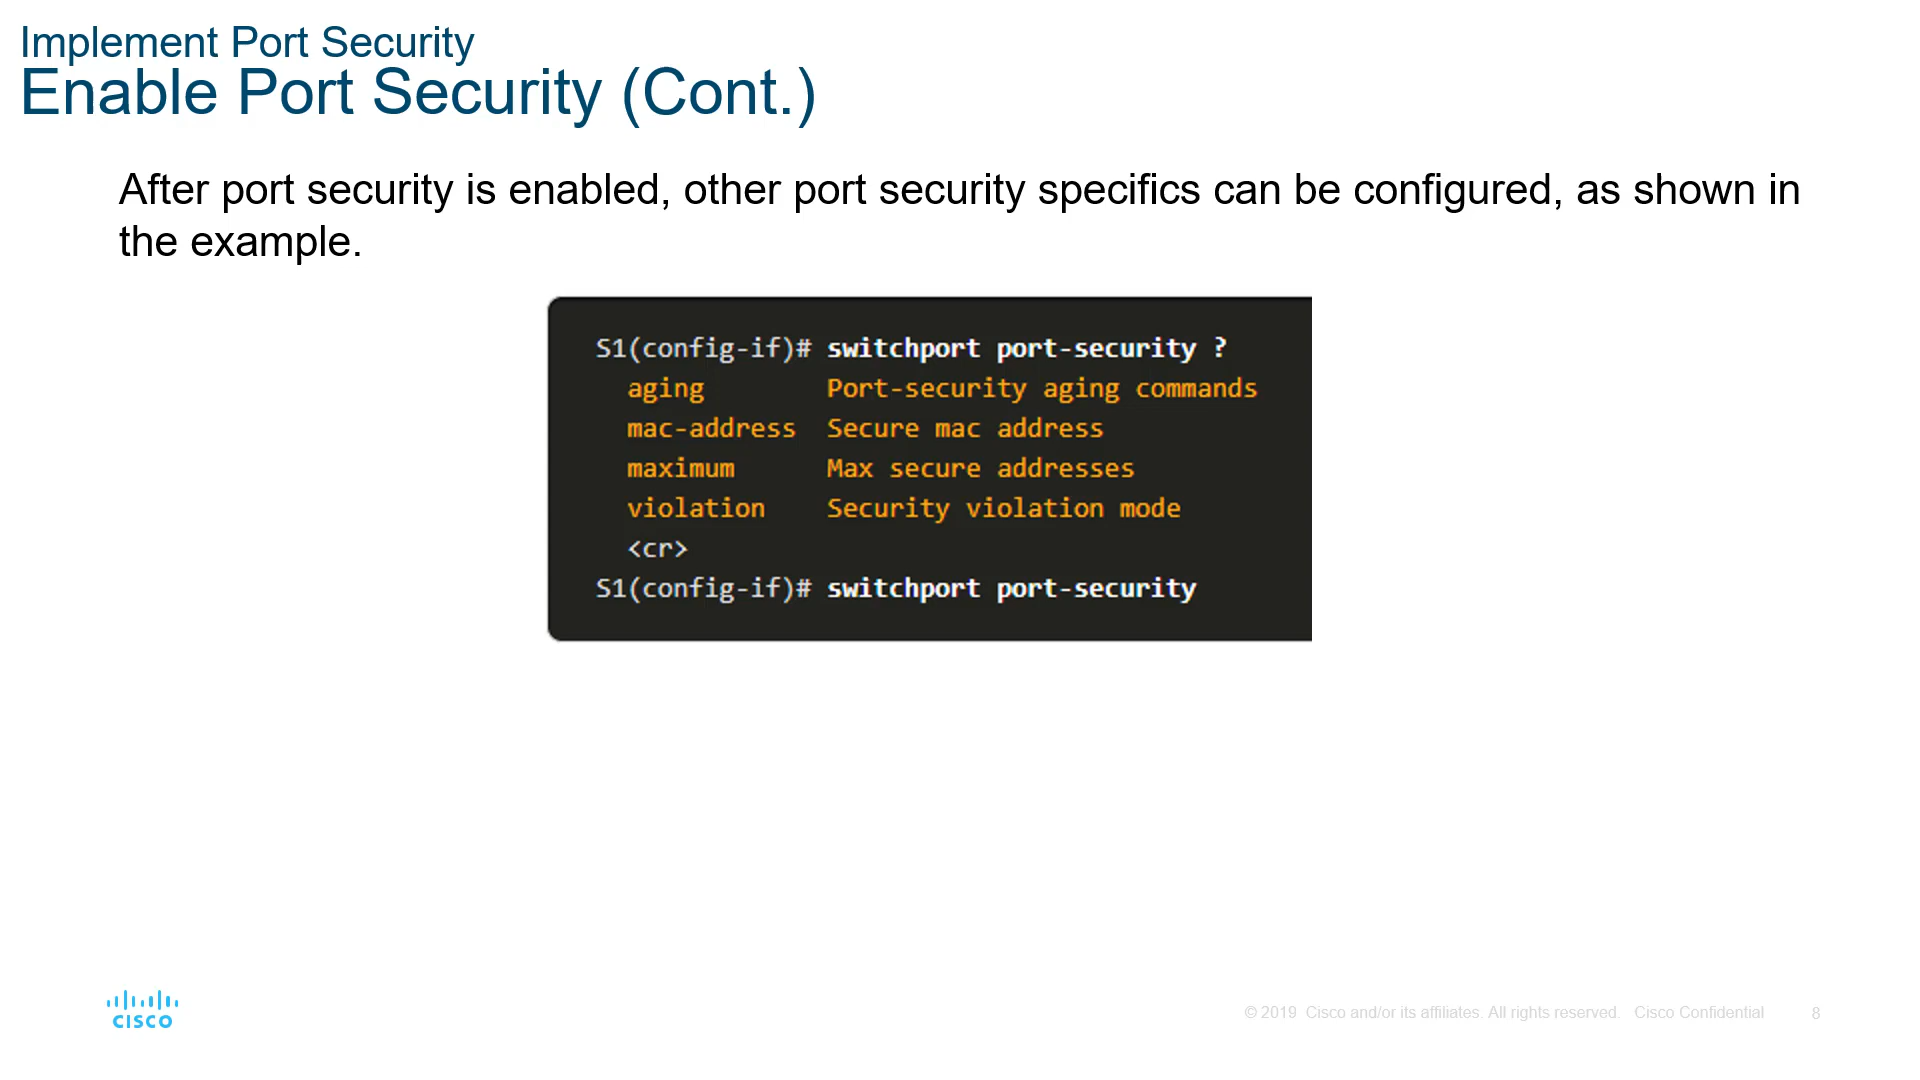 Implement Port Security
Enable Port Security (Cont.)
After port security is enabled, other port security specifics can be configured, as shown in
the example.
S1(config-if)# switchport port-security ?
  aging         Port-security aging commands
  mac-address   Secure mac address
  maximum       Max secure addresses
  violation     Security violation mode
  <cr>
S1(config-if)# switchport port-security
CISCO
© 2019 Cisco and/or its affiliates. All rights reserved. Cisco Confidential 8